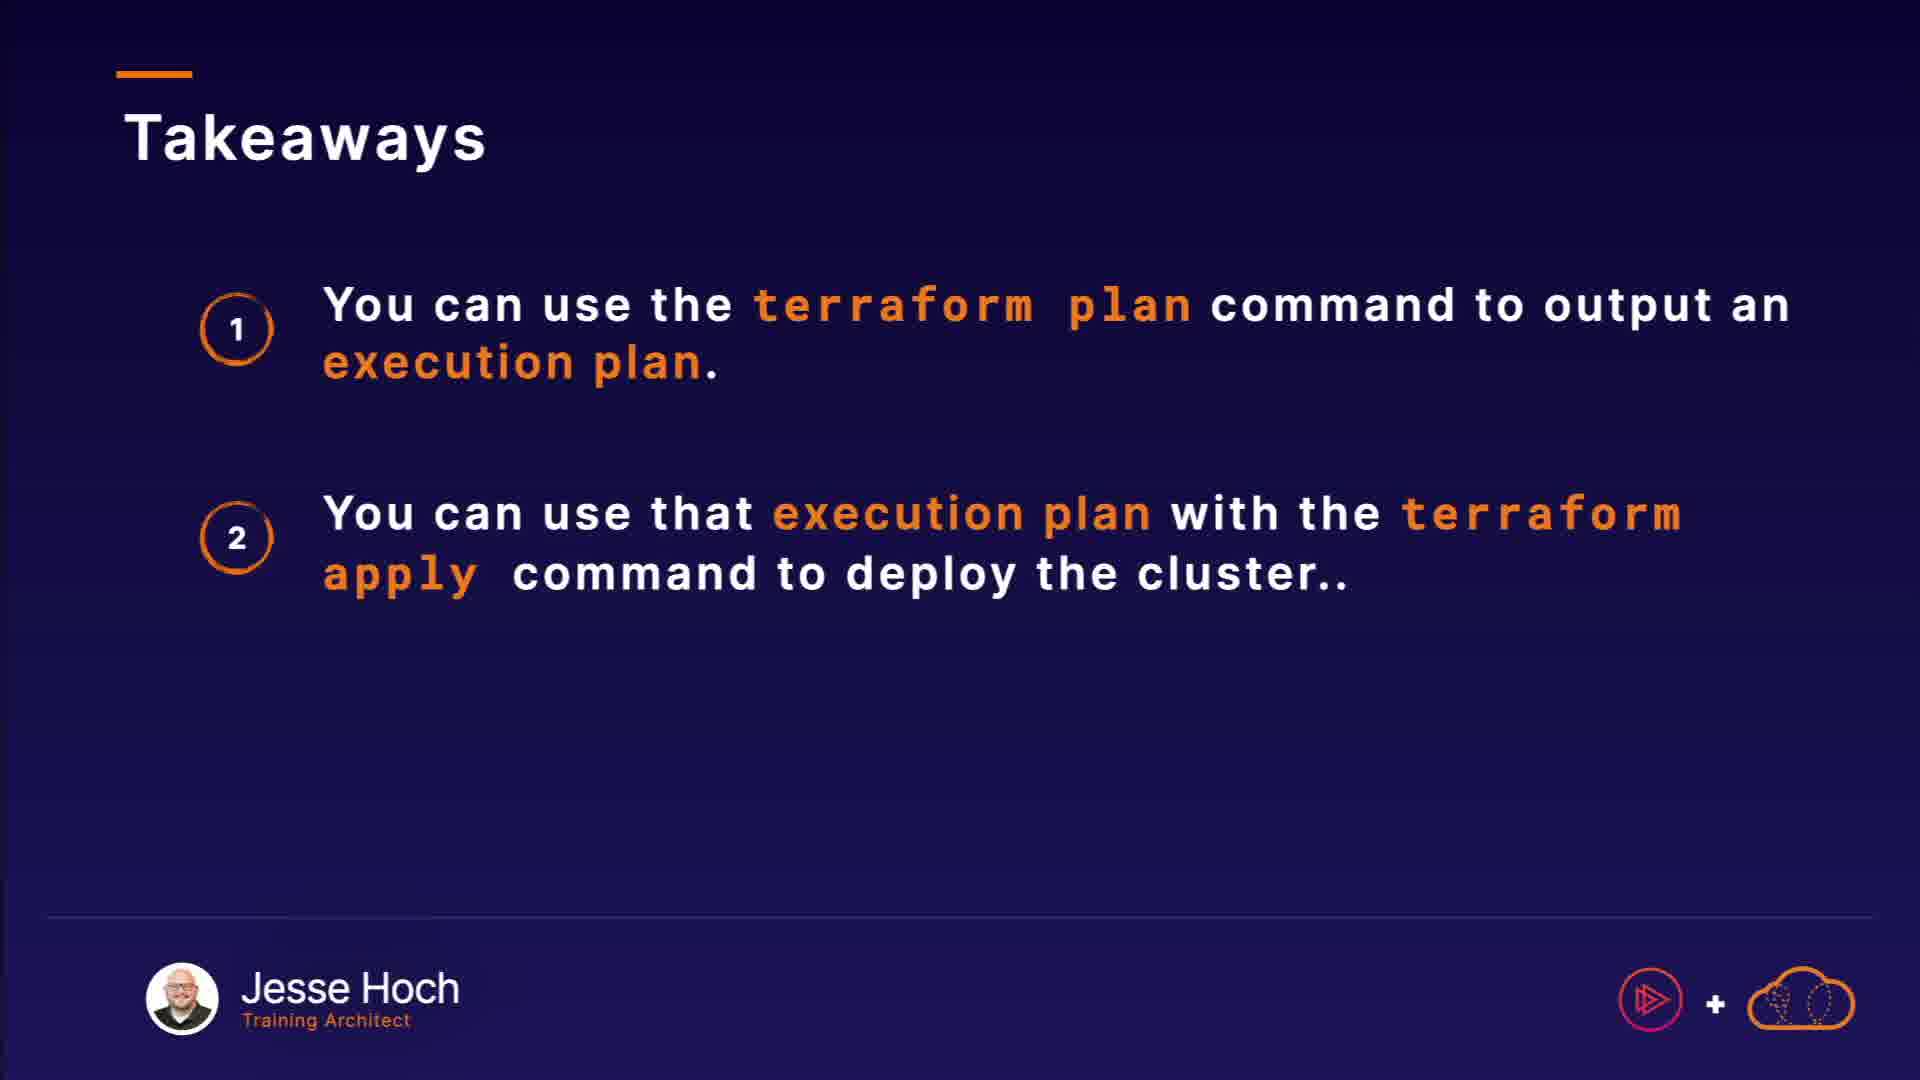 Takeaways
1
You can use the terraform plan command to output an
execution plan.
2
You can use that execution plan with the terraform
apply command to deploy the cluster..
Jesse Hoch
Training Architect
+